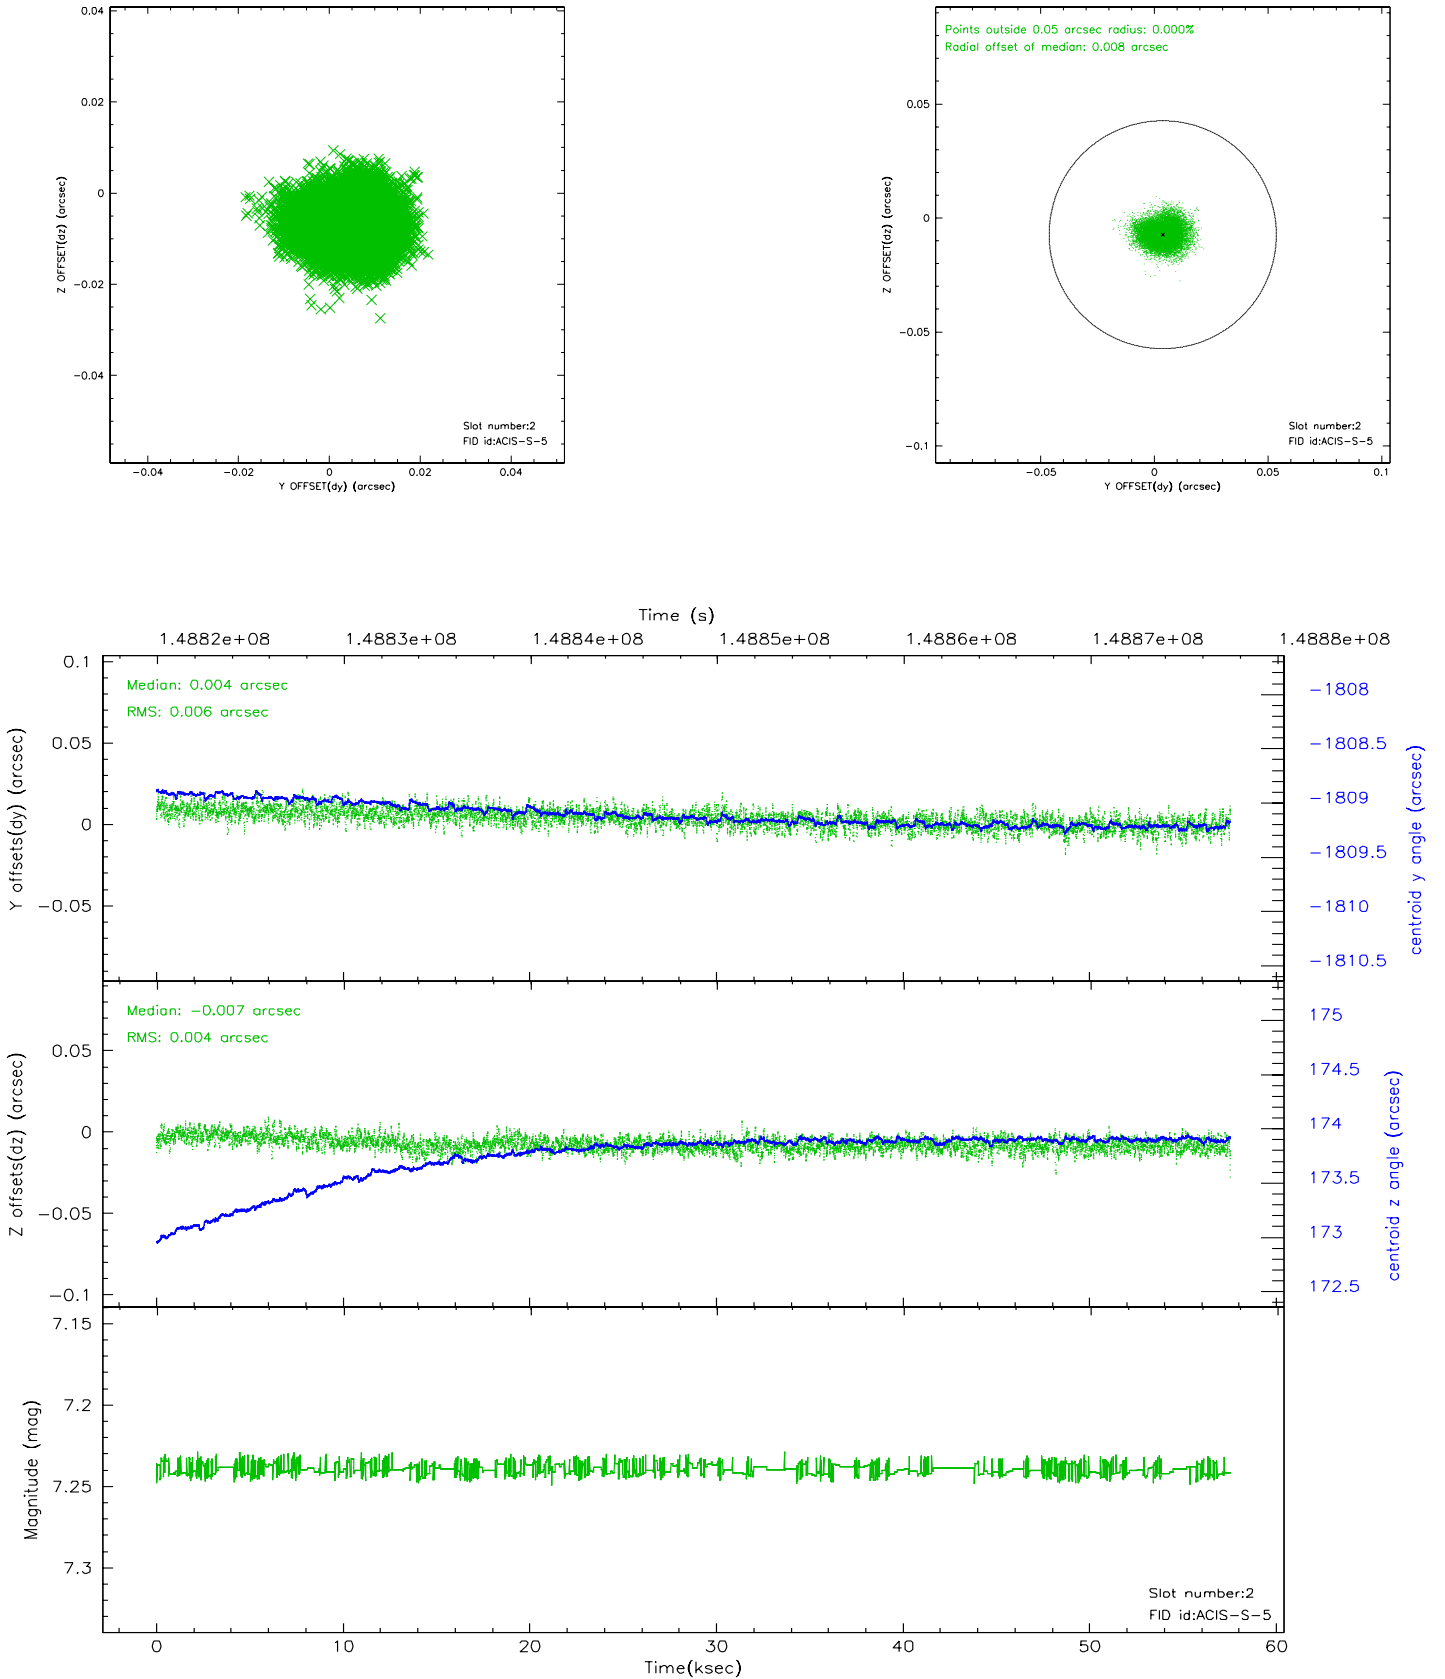 0.04
0.02
0
−0.02
−0.04
Z OFFSET(dz) (arcsec)
Slot number:2
FID id:ACIS−S−5
−0.04 −0.02 0 0.02 0.04
Y OFFSET(dy) (arcsec)
Points outside 0.05 arcsec radius: 0.000%
Radial offset of median: 0.008 arcsec
0.05
0
−0.05
−0.1
Z OFFSET(dz) (arcsec)
Slot number:2
FID id:ACIS−S−5
−0.05 0 0.05 0.1
Y OFFSET(dy) (arcsec)
Time (s)
1.4882e+08 1.4883e+08 1.4884e+08 1.4885e+08 1.4886e+08 1.4887e+08 1.4888e+08
Median: 0.004 arcsec
RMS: 0.006 arcsec
0.1
0.05
0
−0.05
Y offsets(dy) (arcsec)
−1808
−1808.5
−1809
−1809.5
−1810
−1810.5
centroid y angle (arcsec)
Median: −0.007 arcsec
RMS: 0.004 arcsec
0.05
0
−0.05
−0.1
Z offsets(dz) (arcsec)
175
174.5
174
173.5
173
172.5
centroid z angle (arcsec)
7.15
7.2
7.25
7.3
Magnitude (mag)
Slot number:2
FID id:ACIS−S−5
0 10 20 30 40 50 60
Time(ksec)